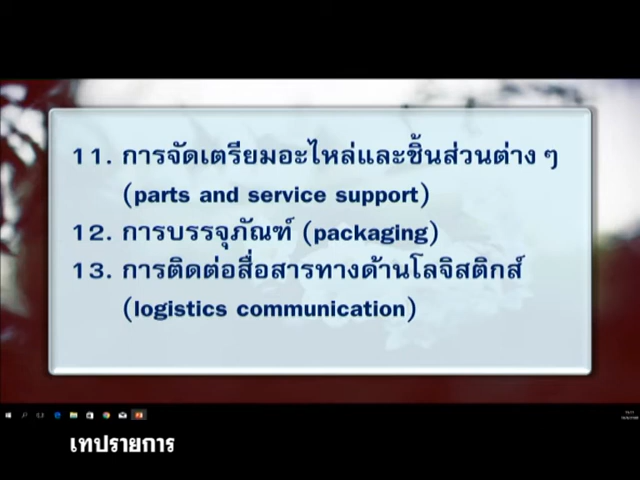 11. การจัดเตรียมอะไหล่และชิ้นส่วนต่าง ๆ
(parts and service support)
12. การบรรจุภัณฑ์ (packaging)
13. การติดต่อสื่อสารทางด้านโลจิสติกส์
(logistics communication)
เทปรายการ